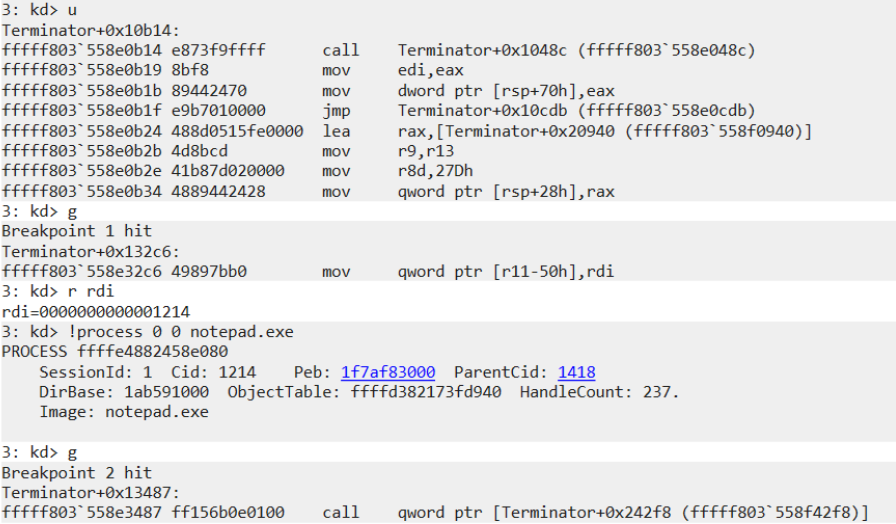 3: kd> u
Terminator+0x10b14:
fffff803`558e0b14 e873f9ffff call Terminator+0x1048c (fffff803`558e048c)
fffff803`558e0b19 8bf8 mov edi,eax
fffff803`558e0b1b 89442470 mov dword ptr [rsp+70h],eax
fffff803`558e0b1f e9b7010000 jmp Terminator+0x10cdb (fffff803`558e0cdb)
fffff803`558e0b24 488d0515fe0000 lea rax,[Terminator+0x20940 (fffff803`558f0940)]
fffff803`558e0b2b 4d8bcd mov r9,r13
fffff803`558e0b2e 41b87d020000 mov r8d,27Dh
fffff803`558e0b34 4889442428 mov qword ptr [rsp+28h],rax
3: kd> g
Breakpoint 1 hit
Terminator+0x132c6:
fffff803`558e32c6 49897bb0 mov qword ptr [r11-50h],rdi
3: kd> r rdi
rdi=0000000000001214
3: kd> !process 0 0 notepad.exe
PROCESS ffffe4882458e080
SessionId: 1 Cid: 1214 Peb: 1f7af83000 ParentCid: 1418
DirBase: 1ab591000 ObjectTable: ffffd382173fd940 HandleCount: 237.
Image: notepad.exe
3: kd> g
Breakpoint 2 hit
Terminator+0x13487:
fffff803`558e3487 ff156b0e0100 call qword ptr [Terminator+0x242f8 (fffff803`558f42f8)]